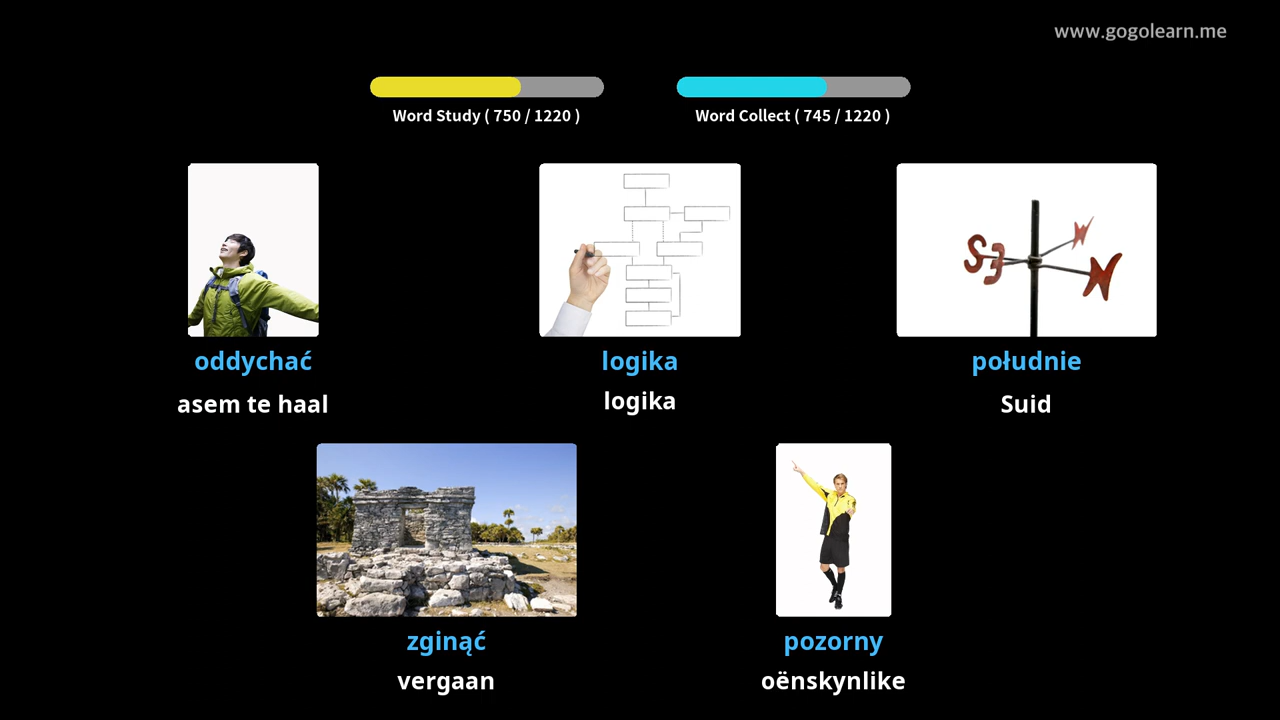 www.gogolearn.me
Word Study ( 750 / 1220 )
Word Collect ( 745 / 1220 )
oddychać
asem te haal
logika
logika
południe
Suid
zginąć
vergaan
pozorny
oënskynlike